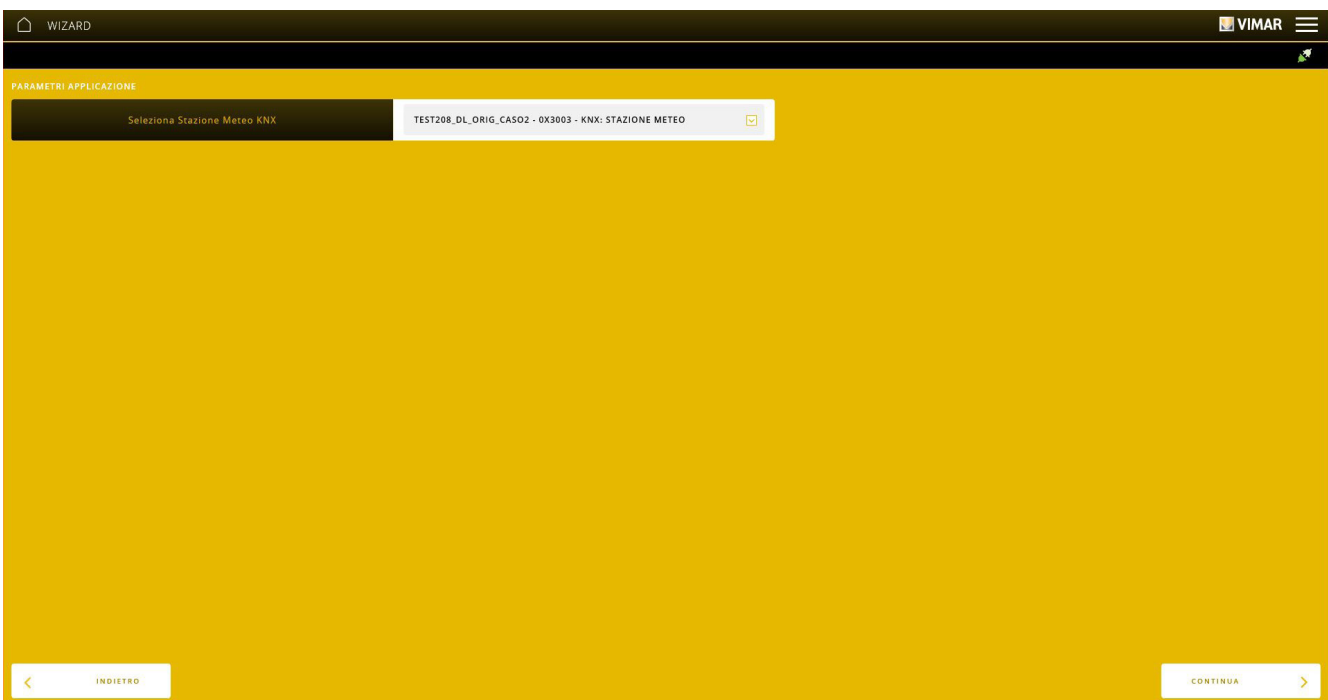 WIZARD
VIMAR
PARAMETRI APPLICAZIONE
Seleziona Stazione Meteo KNX
TEST208_DL_ORIG_CASO2 - 0X3003 - KNX: STAZIONE METEO
INDIETRO
CONTINUA